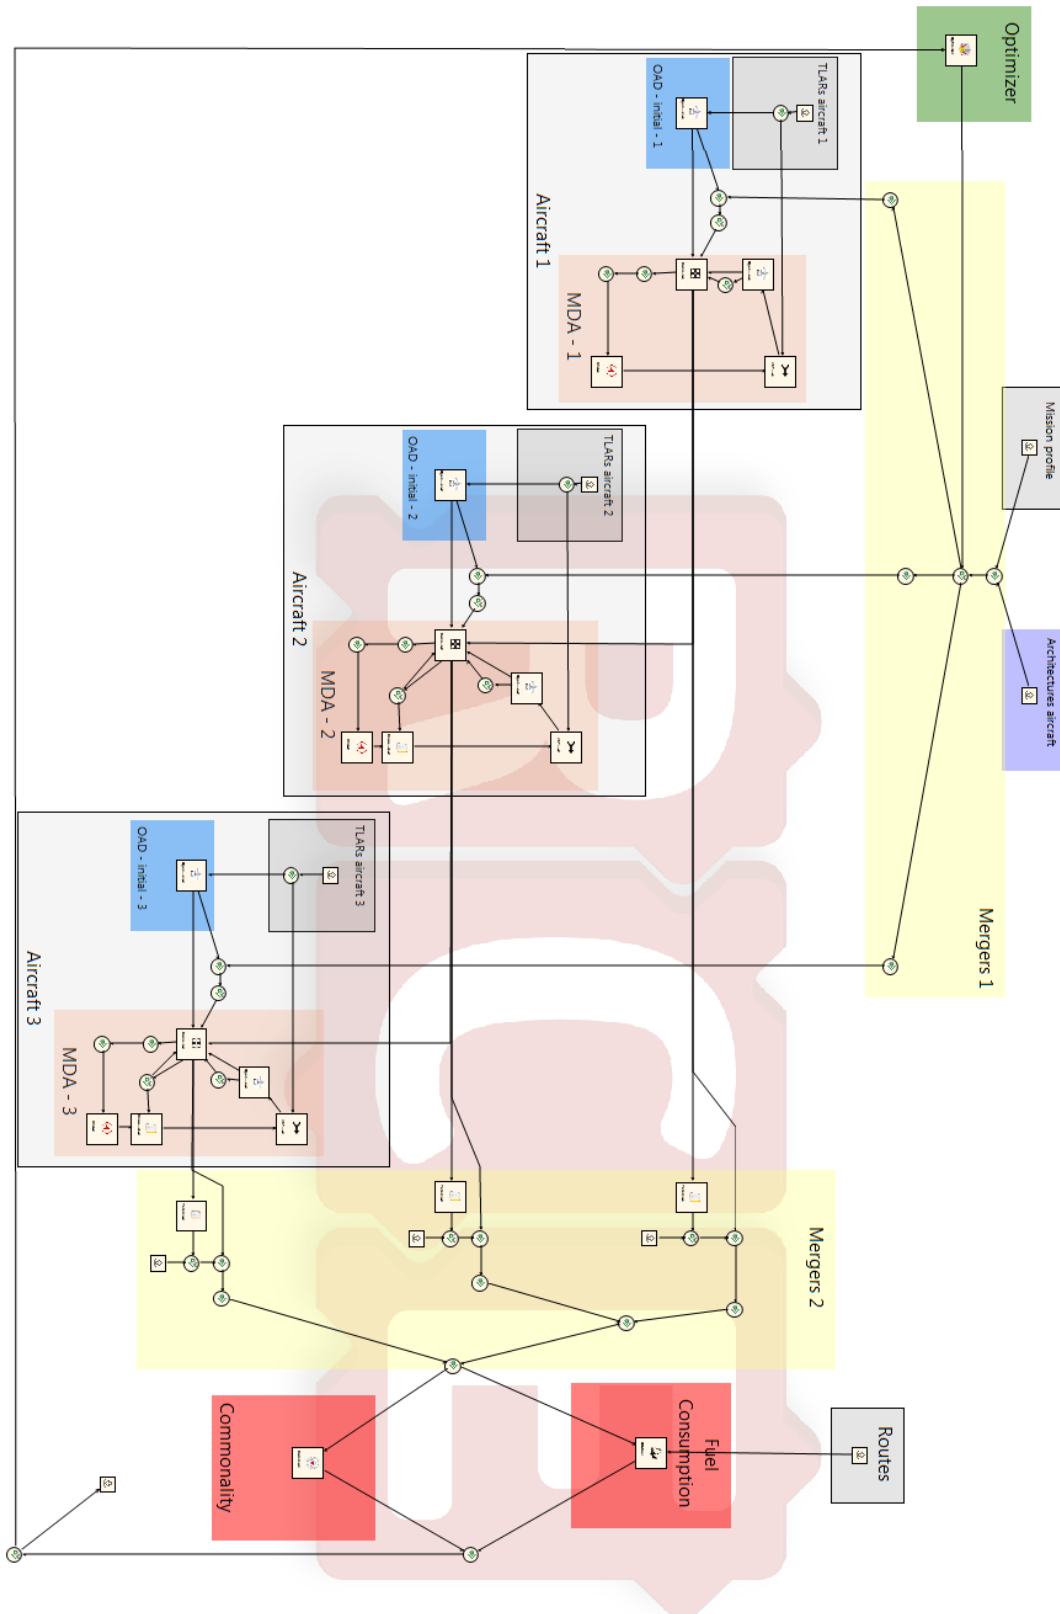 Optimizer
TLARs aircraft 1
OAD - initial - 1
Aircraft 1
MDA - 1
Mission profile
Architectures aircraft
Mergers 1
TLARs aircraft 2
OAD - initial - 2
Aircraft 2
MDA - 2
TLARs aircraft 3
OAD - initial - 3
Aircraft 3
MDA - 3
Mergers 2
Routes
Fuel
Consumption
Commonality